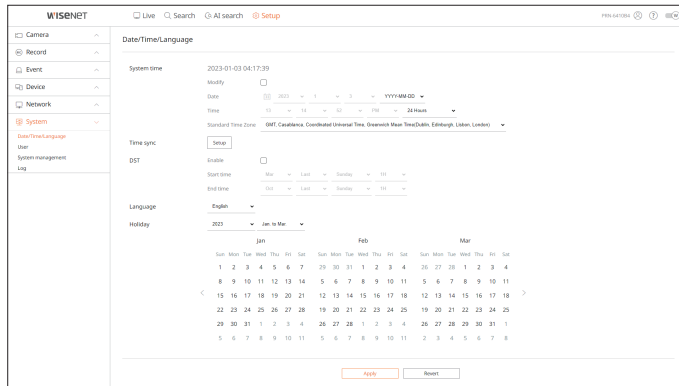 WISENET Live Search AI search Setup PRN-6410B4
Camera
Date/Time/Language
Record
Event
Device
Network
System
Date/Time/Language
User
System management
Log
System time 2023-01-03 04:17:39
Modify
Date 2023 1 3 YYYY-MM-DD
Time PM 24 Hours
Standard Time Zone GMT, Casablanca, Coordinated Universal Time, Greenwich Mean Time(Dublin, Edinburgh, Lisbon, London)
Time sync Setup
DST Enable
Start time Mar Last Sunday 1H
End time Oct Last Sunday 1H
Language English
Holiday 2023 Jan. to Mar.
Jan Feb Mar
Sun Mon Tue Wed Thu Fri Sat Sun Mon Tue Wed Thu Fri Sat Sun Mon Tue Wed Thu Fri Sat
1 2 3 4 5 6 7 29 30 31 1 2 3 4 26 27 28 1 2 3 4
8 9 10 11 12 13 14 5 6 7 8 9 10 11 5 6 7 8 9 10 11
15 16 17 18 19 20 21 12 13 14 15 16 17 18 12 13 14 15 16 17 18
22 23 24 25 26 27 28 19 20 21 22 23 24 25 19 20 21 22 23 24 25
29 30 31 1 2 3 4 26 27 28 1 2 3 4 26 27 28 29 30 31 1
5 6 7 8 9 10 11 5 6 7 8 9 10 11 2 3 4 5 6 7 8
Apply Revert